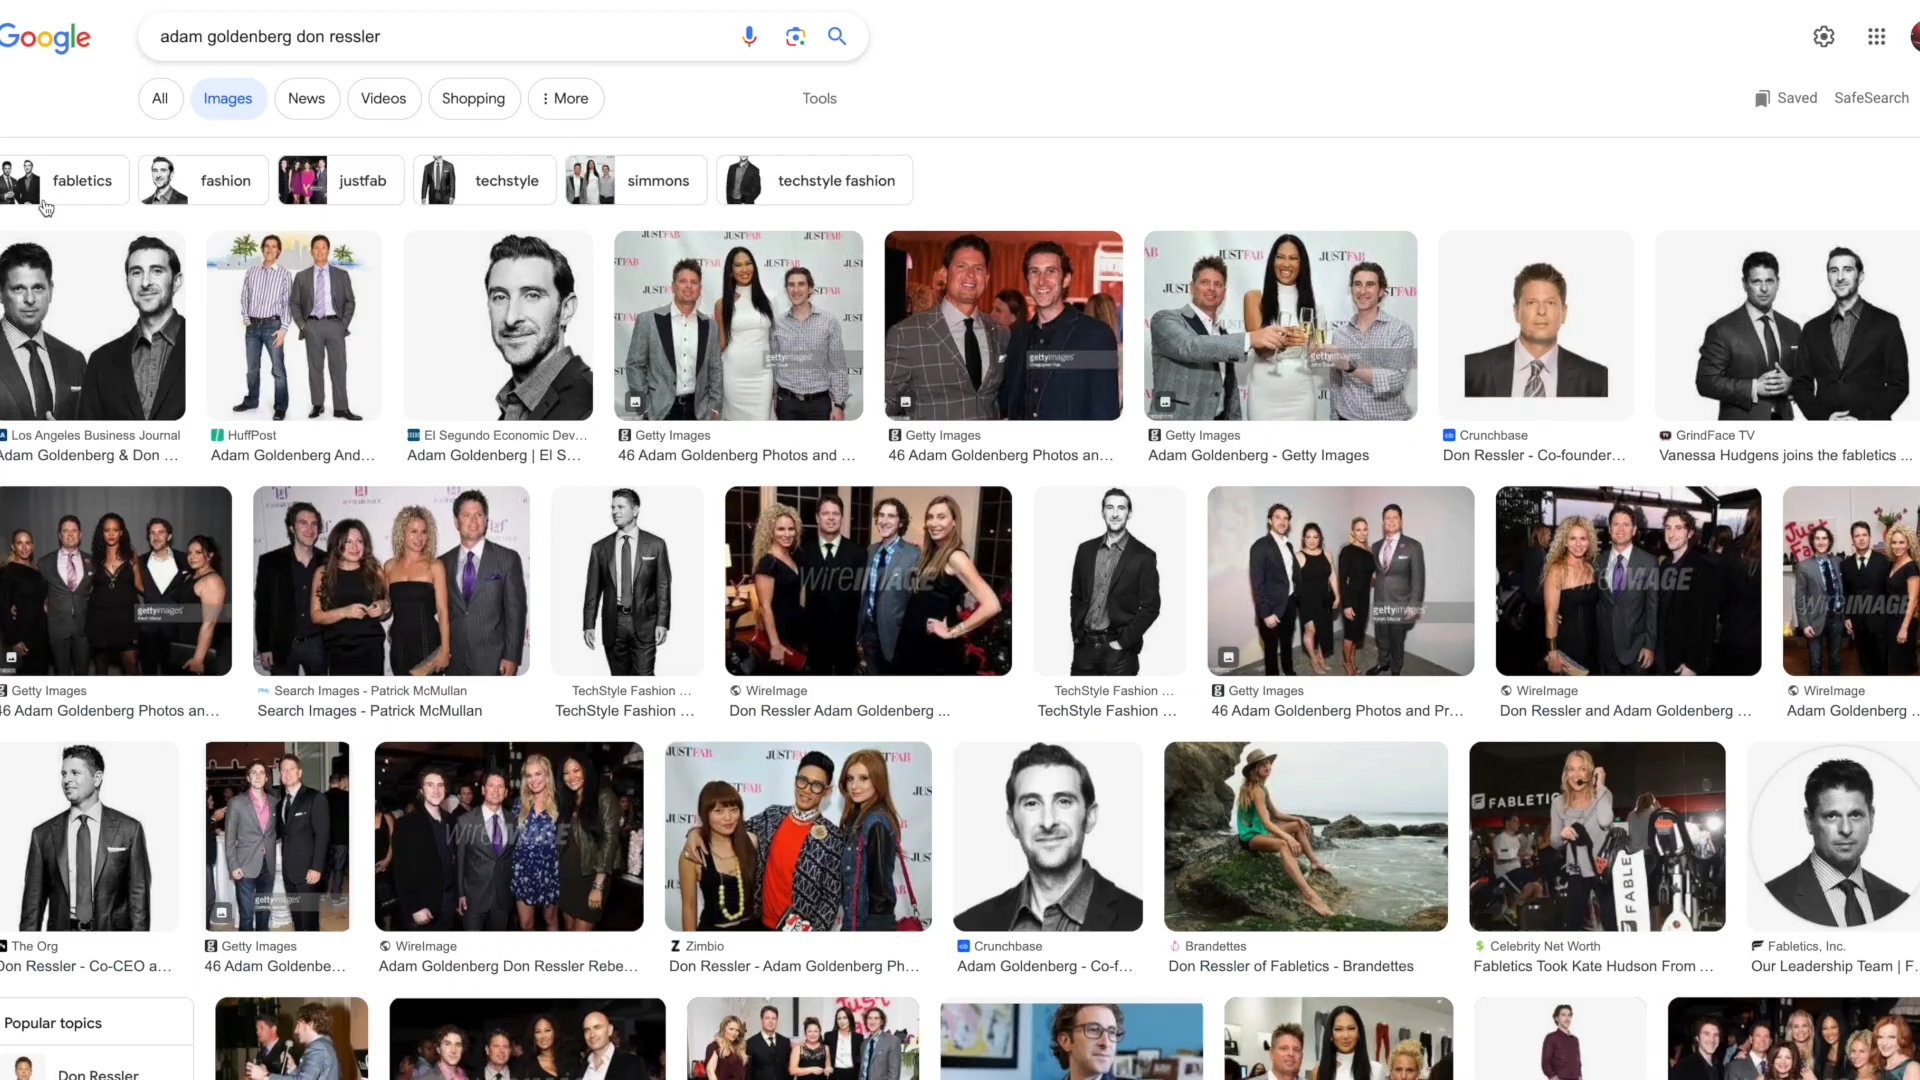 Google
adam goldenberg don ressler
All
Images
News
Videos
Shopping
More
Tools
Saved
SafeSearch
fabletics
fashion
justfab
techstyle
simmons
techstyle fashion
Los Angeles Business Journal
Adam Goldenberg & Don ...
HuffPost
Adam Goldenberg And...
El Segundo Economic Dev...
Adam Goldenberg | El S...
Getty Images
46 Adam Goldenberg Photos and ...
Getty Images
46 Adam Goldenberg Photos an...
Getty Images
Adam Goldenberg - Getty Images
Crunchbase
Don Ressler - Co-founder...
GrindFace TV
Vanessa Hudgens joins the fabletics ...
Getty Images
46 Adam Goldenberg Photos an...
Search Images - Patrick McMullan
Search Images - Patrick McMullan
TechStyle Fashion ...
TechStyle Fashion ...
WireImage
Don Ressler Adam Goldenberg ...
TechStyle Fashion ...
TechStyle Fashion ...
Getty Images
46 Adam Goldenberg Photos and Pr...
WireImage
Don Ressler and Adam Goldenberg ...
WireImage
Adam Goldenberg ...
The Org
Don Ressler - Co-CEO a...
Getty Images
46 Adam Goldenbe...
WireImage
Adam Goldenberg Don Ressler Rebe...
Zimbio
Don Ressler - Adam Goldenberg Ph...
Crunchbase
Adam Goldenberg - Co-f...
Brandettes
Don Ressler of Fabletics - Brandettes
Celebrity Net Worth
Fabletics Took Kate Hudson From ...
Fabletics, Inc.
Our Leadership Team | F...
Popular topics
Don Ressler